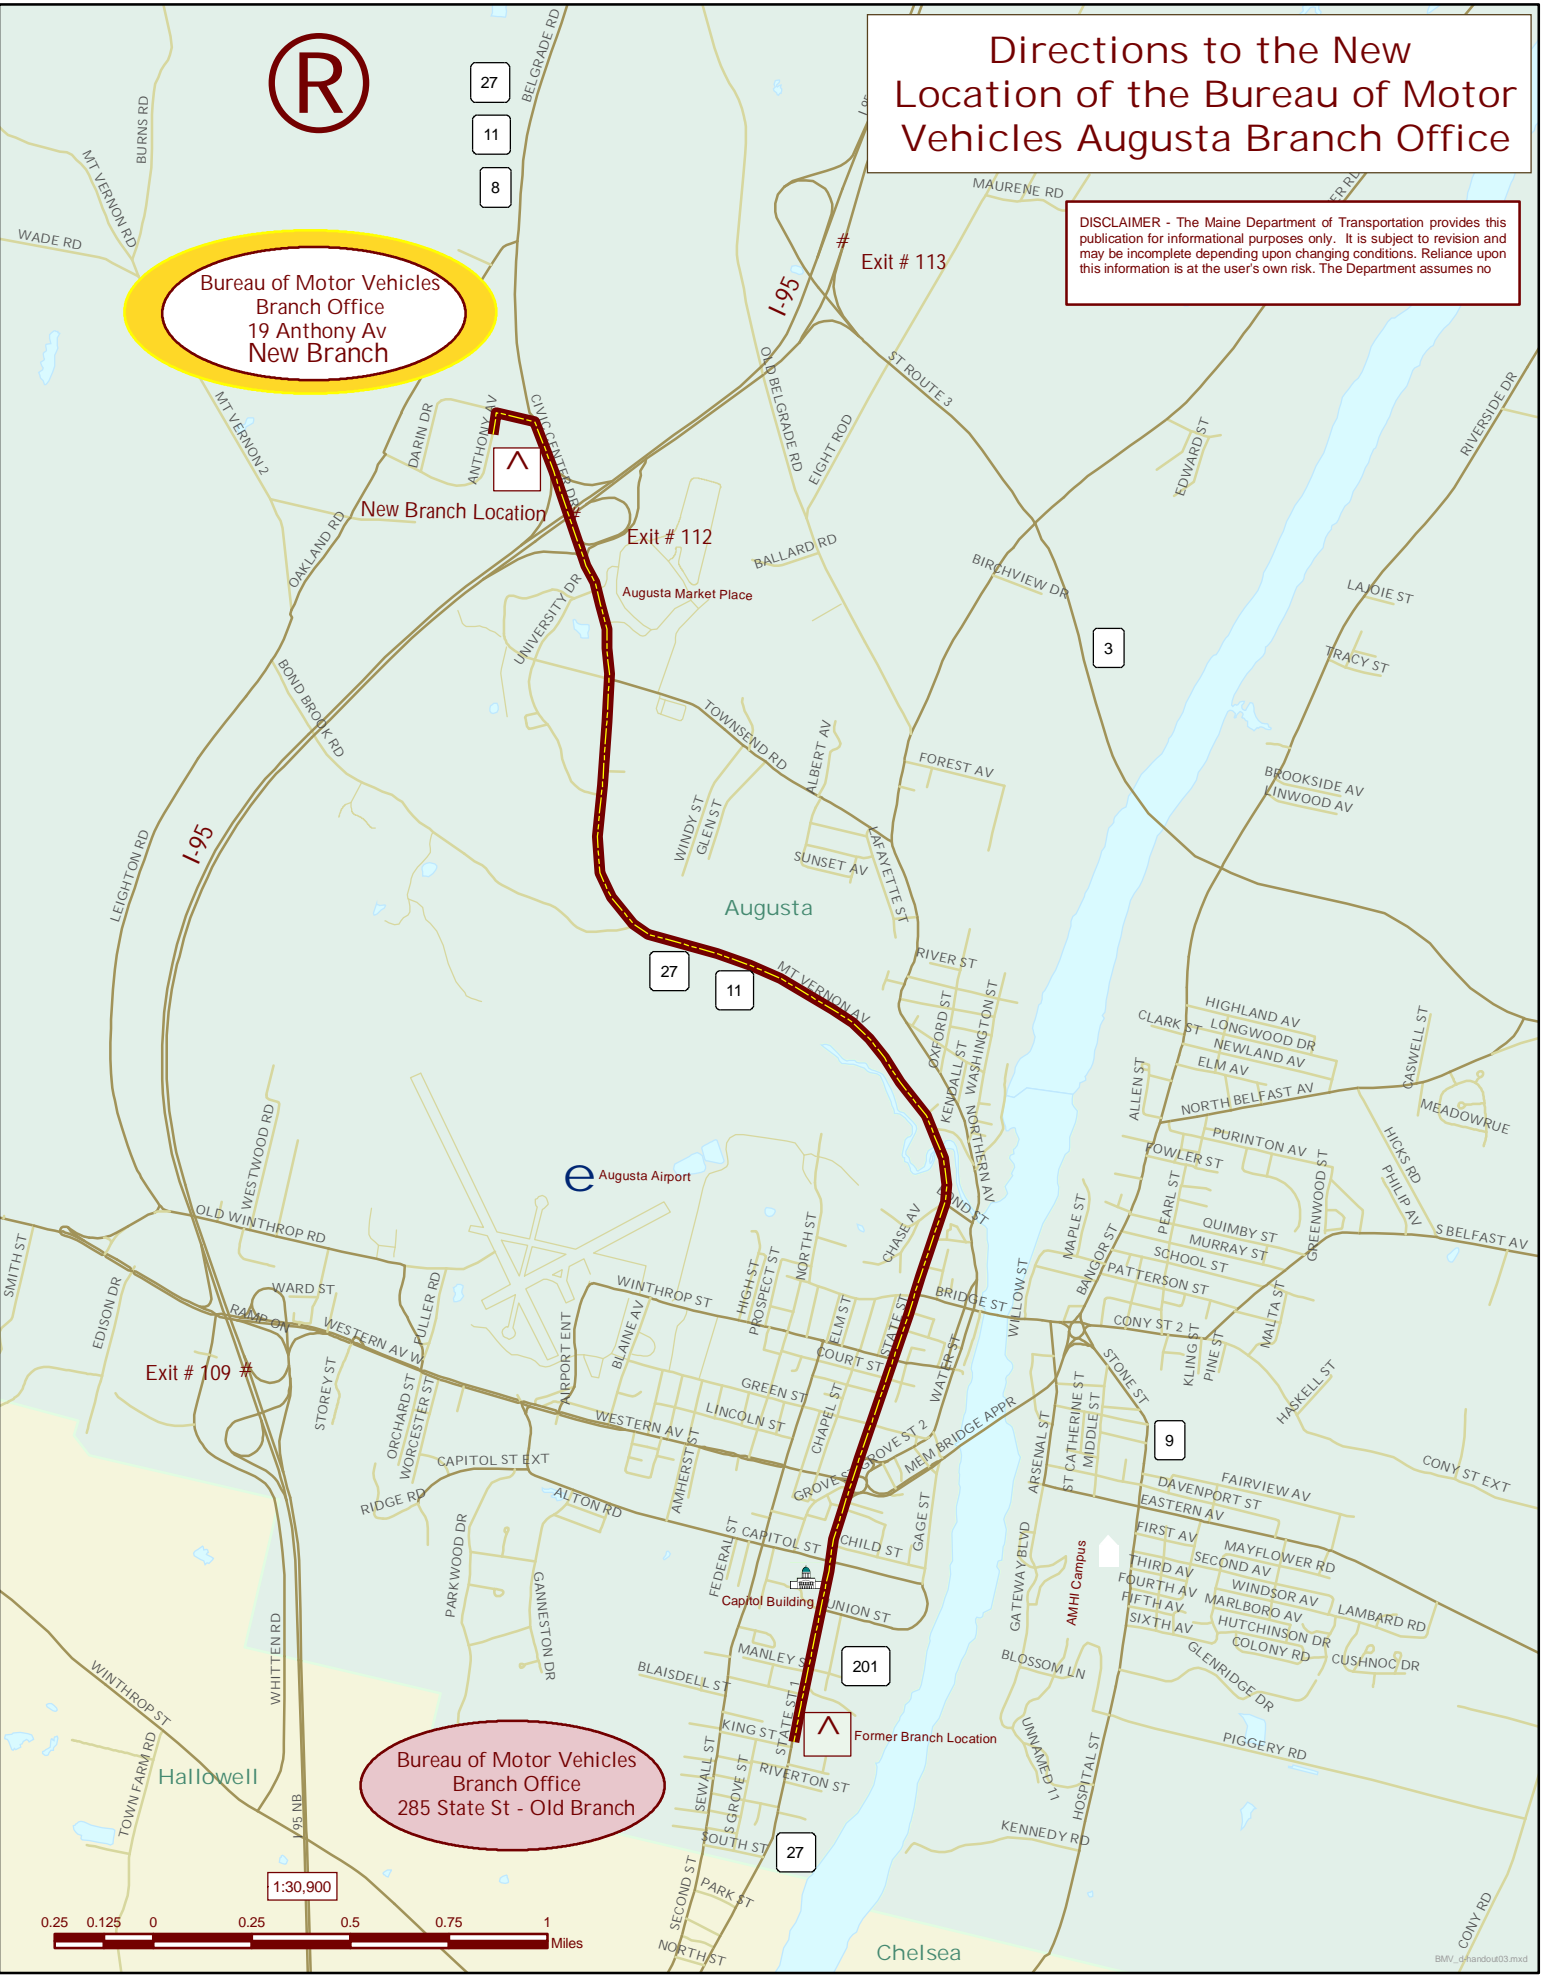 Directions to the New
Location of the Bureau of Motor
Vehicles Augusta Branch Office
DISCLAIMER - The Maine Department of Transportation provides this
publication for informational purposes only. It is subject to revision and
may be incomplete depending upon changing conditions. Reliance upon
this information is at the user's own risk. The Department assumes no
R
27
11
8
BELGRADE RD
BURNS RD
MT VERNON RD
WADE RD
MAURENE RD
Bureau of Motor Vehicles
Branch Office
19 Anthony Av
New Branch
#
Exit # 113
I-95
OLD BELGRADE RD
ST ROUTE 3
EIGHT ROD
RIVERSIDE DR
EDWARD ST
MT VERNON 2
DARIN DR
ANTHONY AV
CIVIC CENTER DR
^
New Branch Location
#
Exit # 112
OAKLAND RD
BALLARD RD
BIRCHVIEW DR
Augusta Market Place
UNIVERSITY DR
LAJOIE ST
TRACY ST
3
BOND BROOK RD
TOWNSEND RD
ALBERT AV
FOREST AV
BROOKSIDE AV
LINWOOD AV
WINDY ST
GLEN ST
SUNSET AV
LAFAYETTE ST
I-95
LEIGHTON RD
Augusta
27
11
MT VERNON AV
RIVER ST
OXFORD ST
KENDALL ST
WASHINGTON ST
NORTHERN AV
HIGHLAND AV
CLARK ST
LONGWOOD DR
NEWLAND AV
ELM AV
ALLEN ST
CASWELL ST
NORTH BELFAST AV
MEADOWRUE
WESTWOOD RD
e
Augusta Airport
PURINTON AV
FOWLER ST
HICKS RD
PHILIP AV
GREENWOOD ST
PEARL ST
MAPLE ST
QUIMBY ST
MURRAY ST
SCHOOL ST
PATTERSON ST
S BELFAST AV
OLD WINTHROP RD
SMITH ST
EDISON DR
WARD ST
RAMP ON
WESTERN AV W
FULLER RD
CHASE AV
NORTH ST
HIGH ST
PROSPECT ST
WINTHROP ST
BLAINE AV
AIRPORT ENT
ELM ST
STATE ST
BRIDGE ST
WILLOW ST
BANGOR ST
CONY ST 2
MALTA ST
KLING ST
PINE ST
STONE ST
HASKELL ST
COURT ST
WATER ST
Exit # 109 #
STOREY ST
ORCHARD ST
WORCESTER ST
GREEN ST
LINCOLN ST
CHAPEL ST
WESTERN AV
AMHERST ST
GROVE ST 2
MEM BRIDGE APPR
ARSENAL ST
ST CATHERINE ST
MIDDLE ST
9
CONY ST EXT
CAPITOL ST EXT
RIDGE RD
ALTON RD
FAIRVIEW AV
DAVENPORT ST
EASTERN AV
PARKWOOD DR
GANNESTON DR
FEDERAL ST
CAPITOL ST
CHILD ST
GAGE ST
GATEWAY BLVD
AMHI Campus
FIRST AV
MAYFLOWER RD
SECOND AV
THIRD AV
FOURTH AV
FIFTH AV
SIXTH AV
WINDSOR AV
MARLBORO AV
HUTCHINSON DR
COLONY RD
LAMBARD RD
CUSHNOC DR
GLENRIDGE DR
Capitol Building
UNION ST
MANLEY ST
201
BLAISDELL ST
BLOSSOM LN
WINTHROP ST
WHITTEN RD
STATE ST 1
KING ST
^
Former Branch Location
RIVERTON ST
UNNAMED 11
HOSPITAL ST
PIGGERY RD
Hallowell
TOWN FARM RD
I 95 NB
Bureau of Motor Vehicles
Branch Office
285 State St - Old Branch
SEWALL ST
S GROVE ST
SOUTH ST
27
KENNEDY RD
SECOND ST
PARK ST
NORTH ST
Chelsea
CONY RD
1:30,900
0.25 0.125 0 0.25 0.5 0.75 1
Miles
BMV_d-handout03.mxd